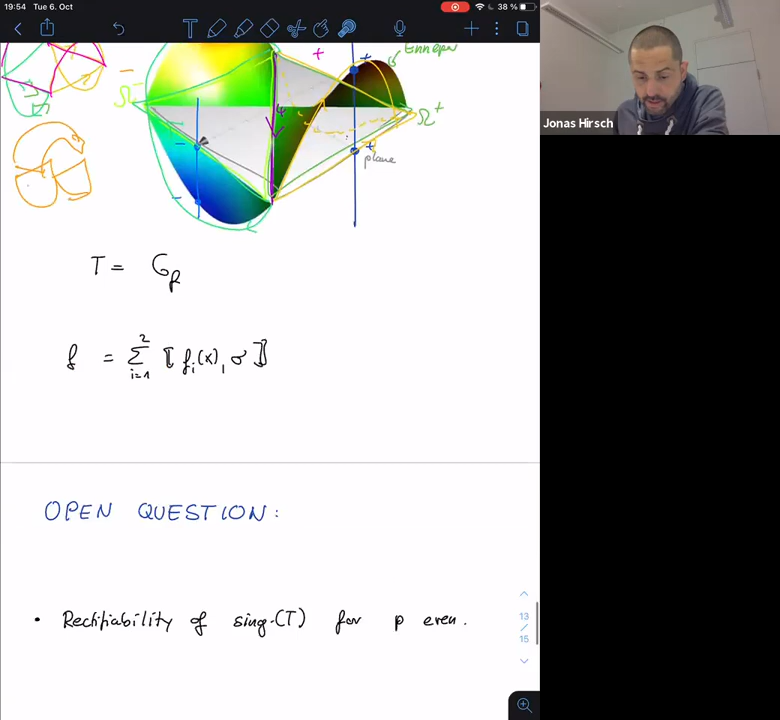 19:54 Tue 6. Oct
38 %
Enneper
+
+
−
Ω⁻
Ω⁺
−
+
plane
−
Jonas Hirsch
T = G_f
f = ∑_{i=1}^{2} ⟦ f_i(x), σ ⟧
OPEN QUESTION:
• Rectifiability of sing(T) for p even.
13
/
15